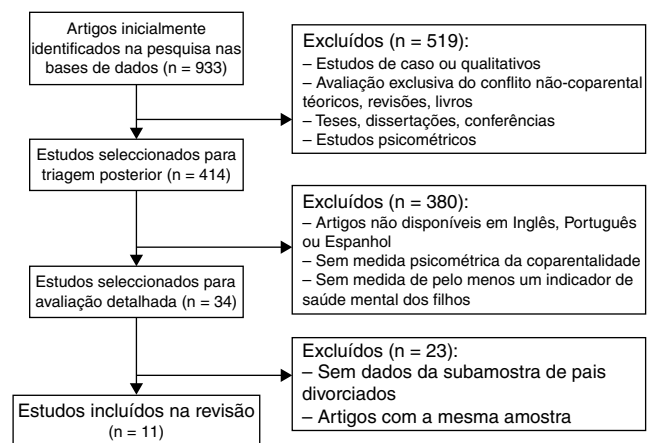 Artigos inicialmente
identificados na pesquisa nas
bases de dados (n = 933)
Excluídos (n = 519):
– Estudos de caso ou qualitativos
– Avaliação exclusiva do conflito não-coparental
téoricos, revisões, livros
– Teses, dissertações, conferências
– Estudos psicométricos
Estudos seleccionados para
triagem posterior (n = 414)
Excluídos (n = 380):
– Artigos não disponíveis em Inglês, Português
ou Espanhol
– Sem medida psicométrica da coparentalidade
– Sem medida de pelo menos um indicador de
saúde mental dos filhos
Estudos seleccionados para
avaliação detalhada (n = 34)
Excluídos (n = 23):
– Sem dados da subamostra de pais
divorciados
– Artigos com a mesma amostra
Estudos incluídos na revisão
(n = 11)